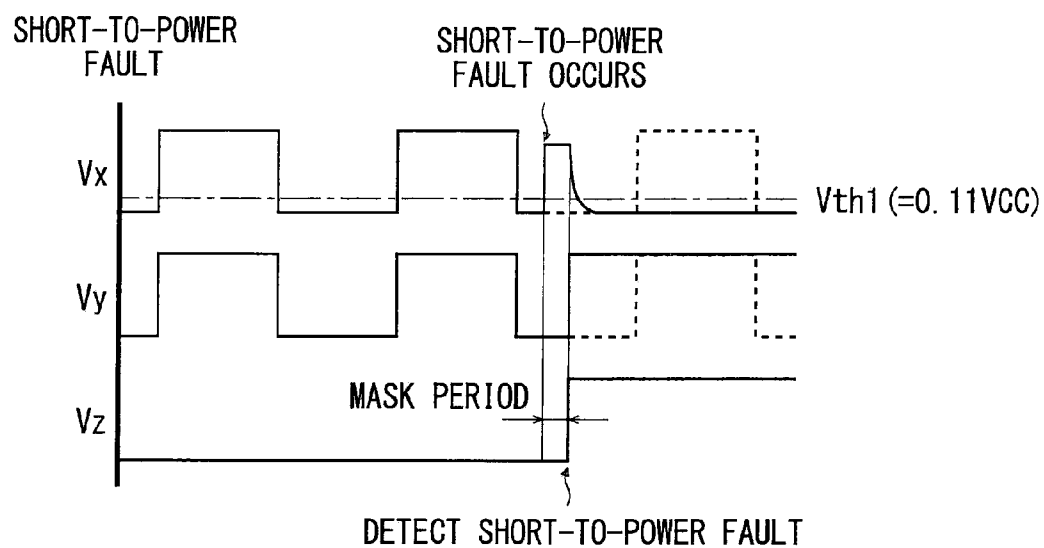 SHORT-TO-POWER
FAULT
SHORT-TO-POWER
FAULT OCCURS
Vx
Vth1(=0.11VCC)
Vy
MASK PERIOD
Vz
DETECT SHORT-TO-POWER FAULT